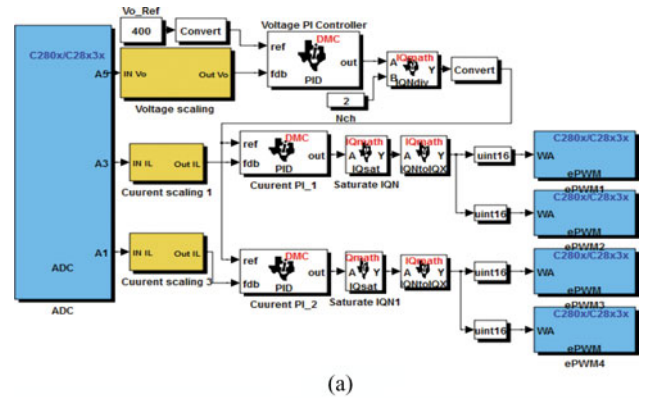 Vo_Ref
400
Convert
Voltage PI Controller
ref
fdb
DMC
PID
out
A
B
IQmath
IQNdiv
Y
Convert
2
Nch
C280x/C28x3x
A5
IN Vo
Out Vo
Voltage scaling
A3
IN IL
Out IL
Cuurent scaling 1
ref
fdb
DMC
PID
out
Cuurent PI_1
IQmath
A
Y
IQsat
Saturate IQN
IQmath
A
Y
IQNtoIQX
uint16
C280x/C28x3x
WA
ePWM
ePWM1
uint16
C280x/C28x3x
WA
ePWM
ePWM2
A1
IN IL
Out IL
Cuurent scaling 3
ADC
ADC
ref
fdb
DMC
PID
out
Cuurent PI_2
Qmath
A
Y
IQsat
Saturate IQN1
IQmath
A
Y
IQNtoIQX
uint16
C280x/C28x3x
WA
ePWM
ePWM3
uint16
C280x/C28x3x
WA
ePWM
ePWM4
(a)